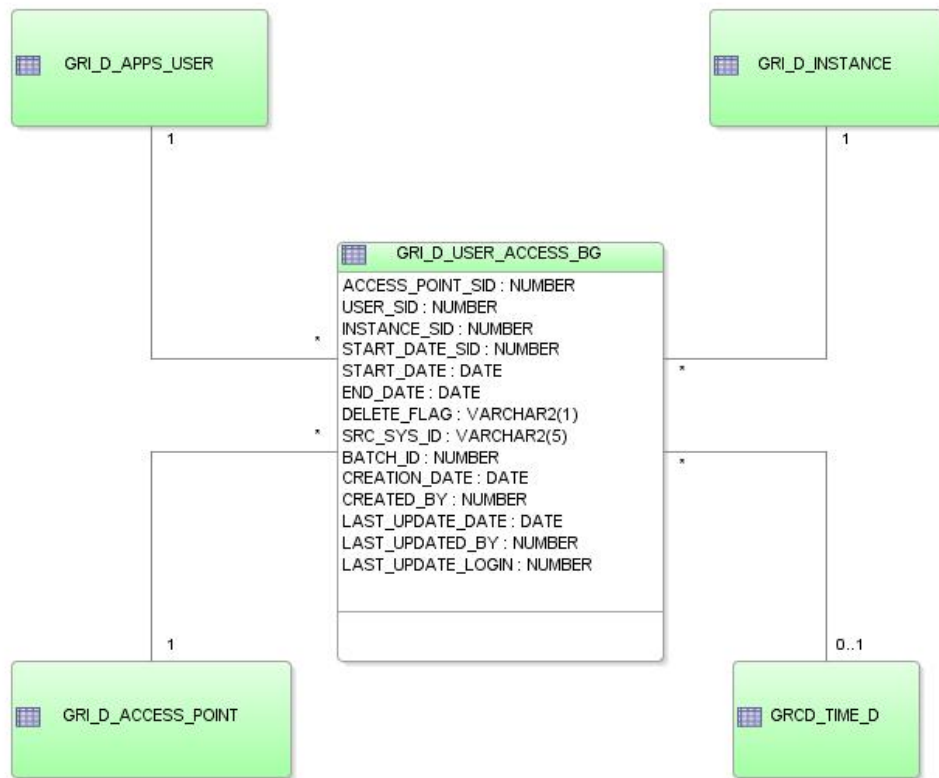 GRI_D_APPS_USER
GRI_D_INSTANCE
1
1
GRI_D_USER_ACCESS_BG
ACCESS_POINT_SID : NUMBER
USER_SID : NUMBER
INSTANCE_SID : NUMBER
START_DATE_SID : NUMBER
START_DATE : DATE
END_DATE : DATE
DELETE_FLAG : VARCHAR2(1)
SRC_SYS_ID : VARCHAR2(5)
BATCH_ID : NUMBER
CREATION_DATE : DATE
CREATED_BY : NUMBER
LAST_UPDATE_DATE : DATE
LAST_UPDATED_BY : NUMBER
LAST_UPDATE_LOGIN : NUMBER
*
*
*
*
1
0..1
GRI_D_ACCESS_POINT
GRCD_TIME_D